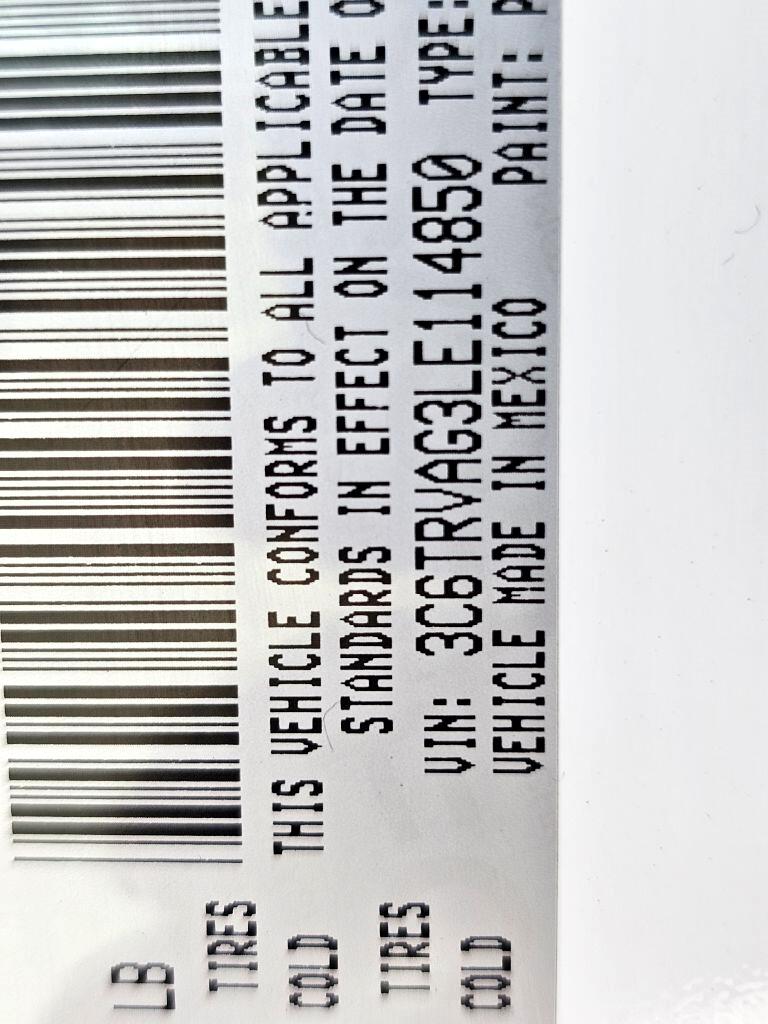 LB
TIRES
COLD
TIRES
COLD
THIS VEHICLE CONFORMS TO ALL APPLICABLE
STANDARDS IN EFFECT ON THE DATE O
VIN: 3C6TRVAG3LE114850 TYPE:
VEHICLE MADE IN MEXICO PAINT: P